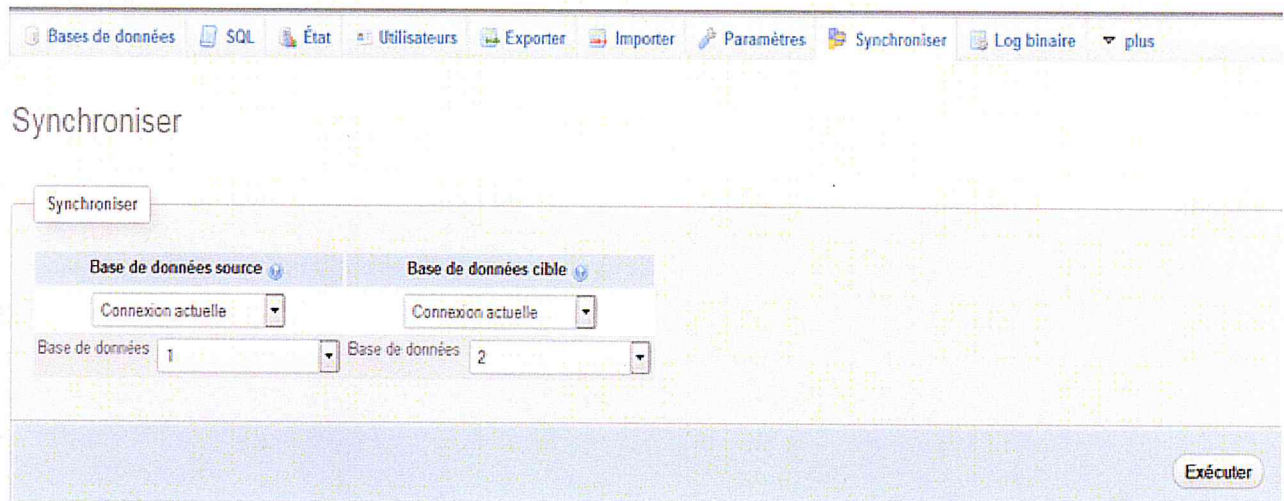 Bases de données SQL État Utilisateurs Exporter Importer Paramètres Synchroniser Log binaire plus
Synchroniser
Synchroniser
Base de données source Base de données cible
Connexion actuelle Connexion actuelle
Base de données 1 Base de données 2
Exécuter